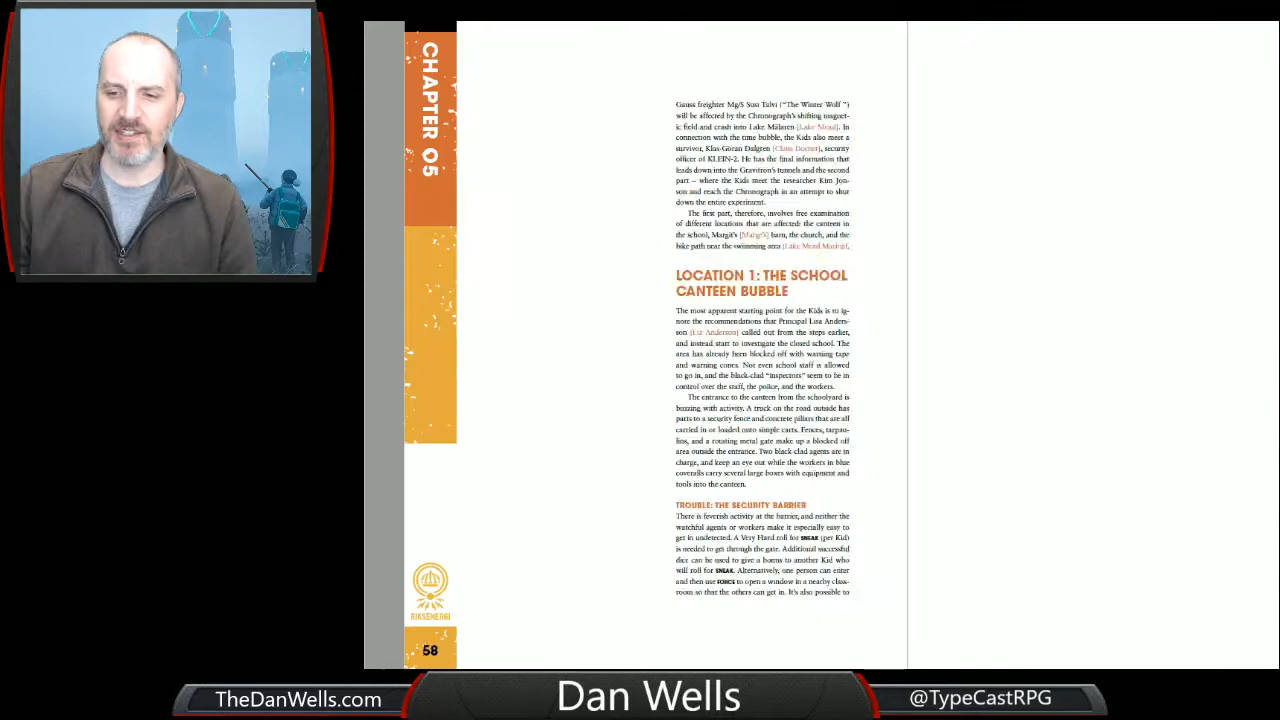 CHAPTER 05
Gauss freighter Mg/S Susi Talvi ("The Winter Wolf")
will be affected by the Chronograph's shifting magnet-
ic field and crash into Lake Mälaren [Lake Mead]. In
connection with the time bubble, the Kids also meet a
survivor, Klas-Göran Dalgren [Claus Dorner], security
officer of KLEIN-2. He has the final information that
leads down into the Gravitron's tunnels and the second
part – where the Kids meet the researcher Kim Jon-
son and reach the Chronograph in an attempt to shut
down the entire experiment.
The first part, therefore, involves free examination
of different locations that are affected: the canteen in
the school, Margit's [Marge's] barn, the church, and the
bike path near the swimming area [Lake Mead Marina].
LOCATION 1: THE SCHOOL
CANTEEN BUBBLE
The most apparent starting point for the Kids is to ig-
nore the recommendations that Principal Lisa Anders-
son [Liz Anderson] called out from the steps earlier,
and instead start to investigate the closed school. The
area has already been blocked off with warning tape
and warning cones. Not even school staff is allowed
to go in, and the black-clad "inspectors" seem to be in
control over the staff, the police, and the workers.
The entrance to the canteen from the schoolyard is
buzzing with activity. A truck on the road outside has
parts to a security fence and concrete pillars that are all
carried in or loaded onto simple carts. Fences, tarpau-
lins, and a rotating metal gate make up a blocked off
area outside the entrance. Two black-clad agents are in
charge, and keep an eye out while the workers in blue
coveralls carry several large boxes with equipment and
tools into the canteen.
TROUBLE: THE SECURITY BARRIER
There is feverish activity at the barrier, and neither the
watchful agents or workers make it especially easy to
get in undetected. A Very Hard roll for SNEAK (per Kid)
is needed to get through the gate. Additional successful
dice can be used to give a bonus to another Kid who
will roll for SNEAK. Alternatively, one person can enter
and then use FORCE to open a window in a nearby class-
room so that the others can get in. It's also possible to
RIKSENERGI
58
TheDanWells.com
Dan Wells
@TypeCastRPG